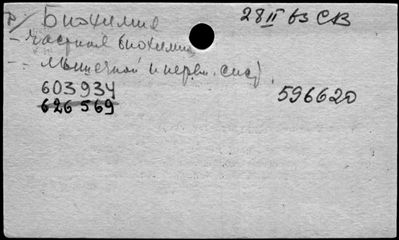 Р/ Биохимия 28 II 63 СВ
- частная биохимия
- - мышечной и нервн. сист.
603934 596620
626 569